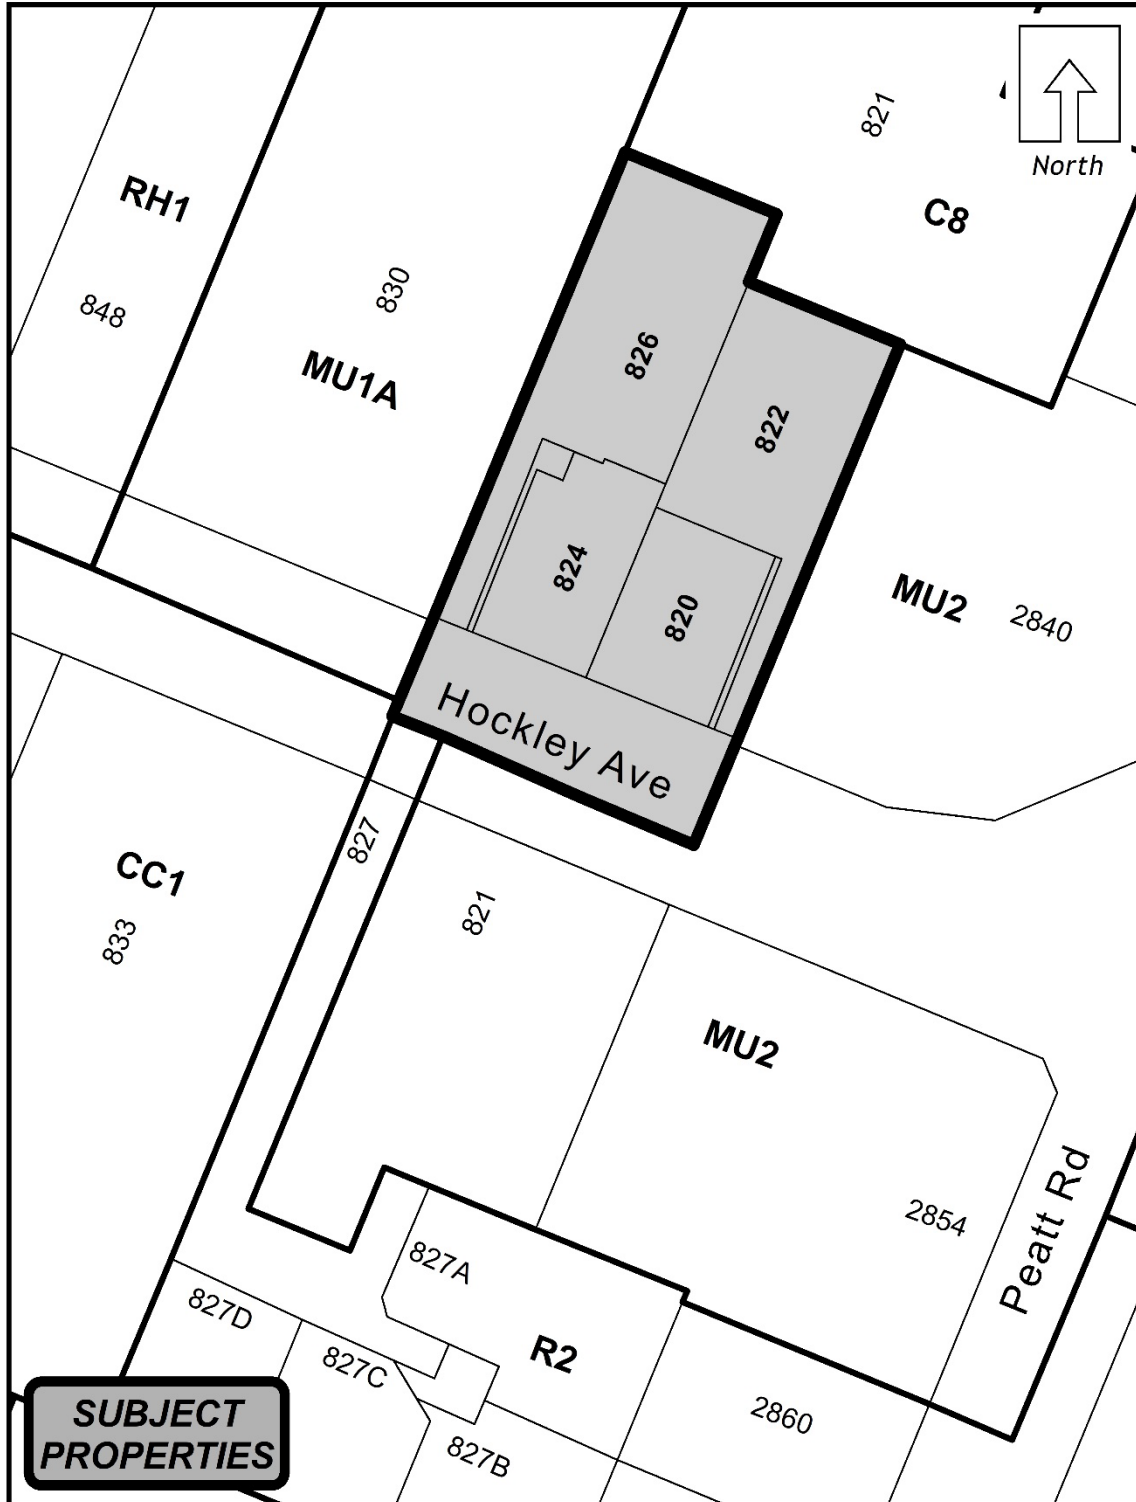 821
North
RH1
C8
848
830
MU1A
826
822
824
820
MU2
2840
Hockley Ave
827
CC1
833
821
MU2
2854
Peatt Rd
827A
827D
827C
R2
2860
827B
SUBJECT
PROPERTIES